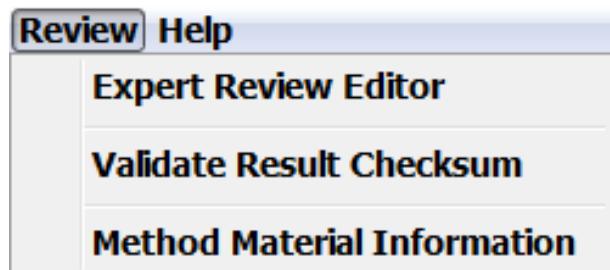 Review Help
Expert Review Editor
Validate Result Checksum
Method Material Information